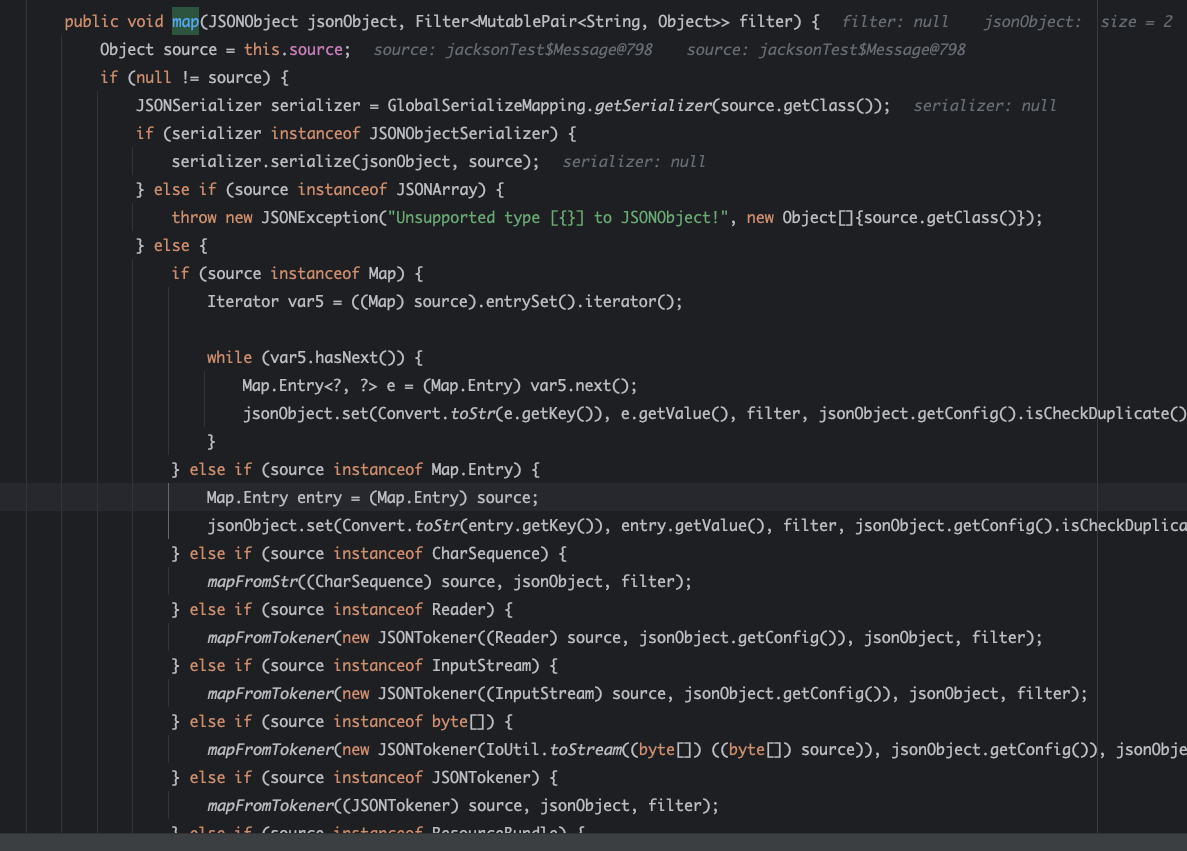 public void map(JSONObject jsonObject, Filter<MutablePair<String, Object>> filter) {   filter: null    jsonObject:  size = 2
Object source = this.source;   source: jacksonTest$Message@798    source: jacksonTest$Message@798
if (null != source) {
JSONSerializer serializer = GlobalSerializeMapping.getSerializer(source.getClass());   serializer: null
if (serializer instanceof JSONObjectSerializer) {
serializer.serialize(jsonObject, source);   serializer: null
} else if (source instanceof JSONArray) {
throw new JSONException("Unsupported type [{}] to JSONObject!", new Object[]{source.getClass()});
} else {
if (source instanceof Map) {
Iterator var5 = ((Map) source).entrySet().iterator();
while (var5.hasNext()) {
Map.Entry<?, ?> e = (Map.Entry) var5.next();
jsonObject.set(Convert.toStr(e.getKey()), e.getValue(), filter, jsonObject.getConfig().isCheckDuplicate()
}
} else if (source instanceof Map.Entry) {
Map.Entry entry = (Map.Entry) source;
jsonObject.set(Convert.toStr(entry.getKey()), entry.getValue(), filter, jsonObject.getConfig().isCheckDuplica
} else if (source instanceof CharSequence) {
mapFromStr((CharSequence) source, jsonObject, filter);
} else if (source instanceof Reader) {
mapFromTokener(new JSONTokener((Reader) source, jsonObject.getConfig()), jsonObject, filter);
} else if (source instanceof InputStream) {
mapFromTokener(new JSONTokener((InputStream) source, jsonObject.getConfig()), jsonObject, filter);
} else if (source instanceof byte[]) {
mapFromTokener(new JSONTokener(IoUtil.toStream((byte[]) ((byte[]) source)), jsonObject.getConfig()), jsonObje
} else if (source instanceof JSONTokener) {
mapFromTokener((JSONTokener) source, jsonObject, filter);
} else if (source instanceof ResourceBundle) {